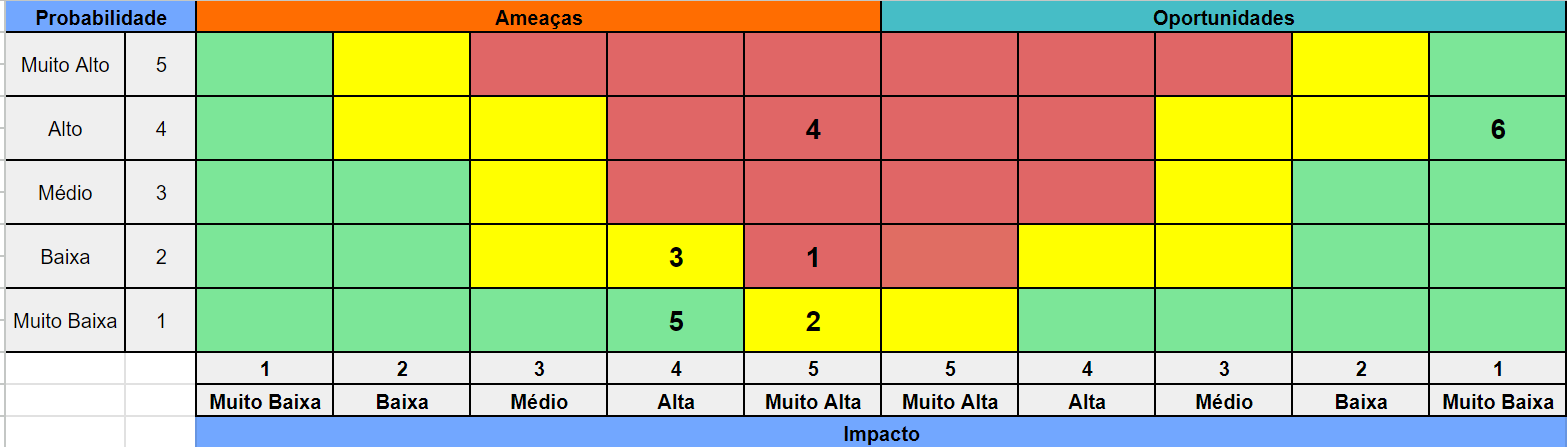 Probabilidade Ameaças Oportunidades
Muito Alto 5
Alto 4 4 6
Médio 3
Baixa 2 3 1
Muito Baixa 1 5 2
1 2 3 4 5 5 4 3 2 1
Muito Baixa Baixa Médio Alta Muito Alta Muito Alta Alta Médio Baixa Muito Baixa
Impacto